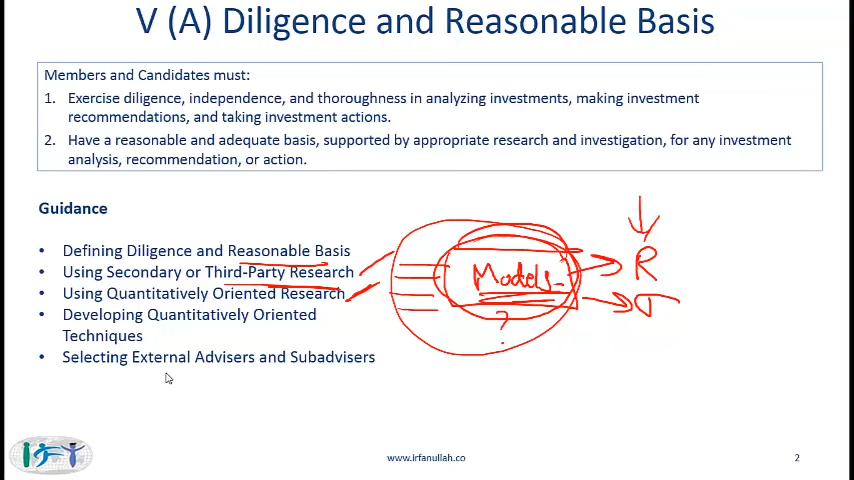 V (A) Diligence and Reasonable Basis
Members and Candidates must:
1. Exercise diligence, independence, and thoroughness in analyzing investments, making investment
recommendations, and taking investment actions.
2. Have a reasonable and adequate basis, supported by appropriate research and investigation, for any investment
analysis, recommendation, or action.
Guidance
• Defining Diligence and Reasonable Basis
• Using Secondary or Third-Party Research
• Using Quantitatively Oriented Research
• Developing Quantitatively Oriented
Techniques
• Selecting External Advisers and Subadvisers
Models
?
R
σ
www.irfanullah.co
2